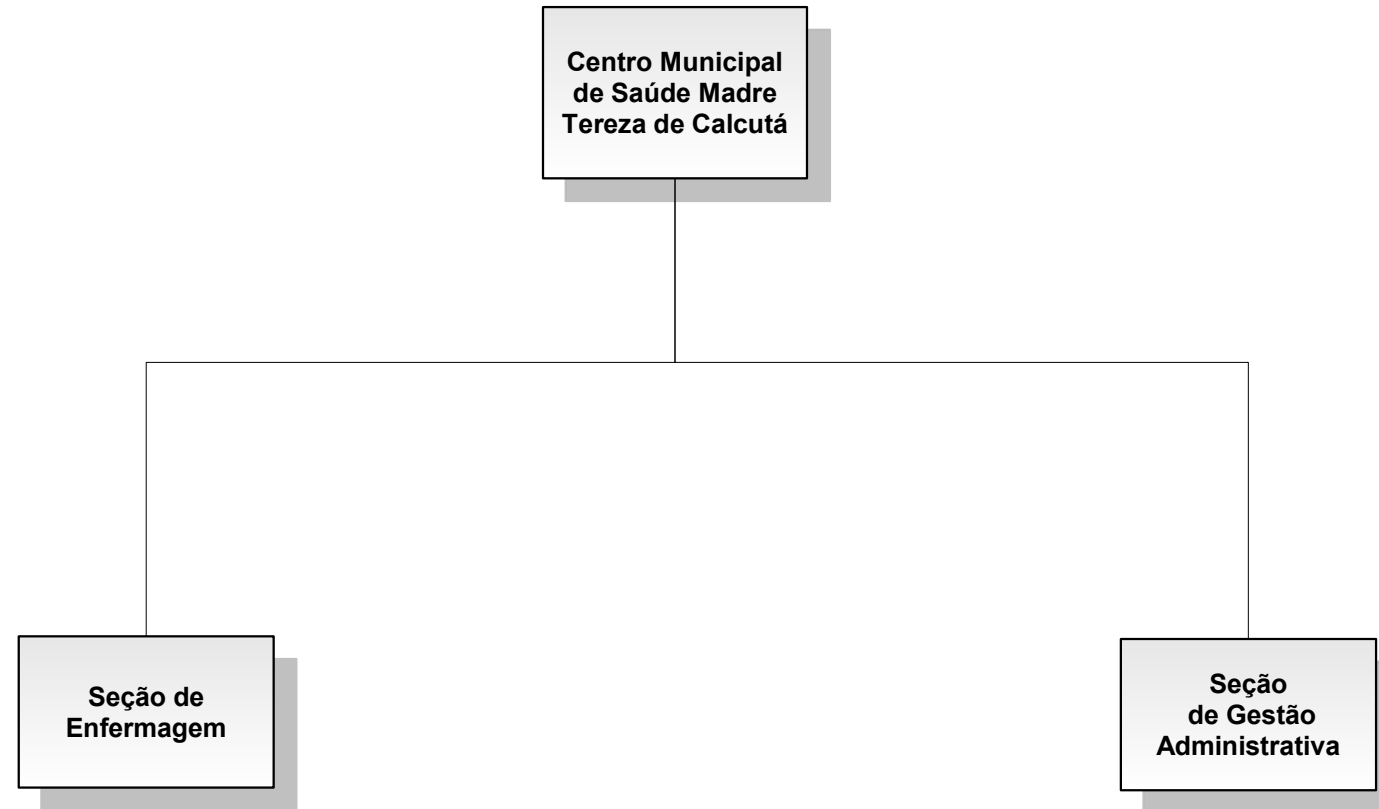 Centro Municipal
de Saúde Madre
Tereza de Calcutá
Seção de
Enfermagem
Seção
de Gestão
Administrativa